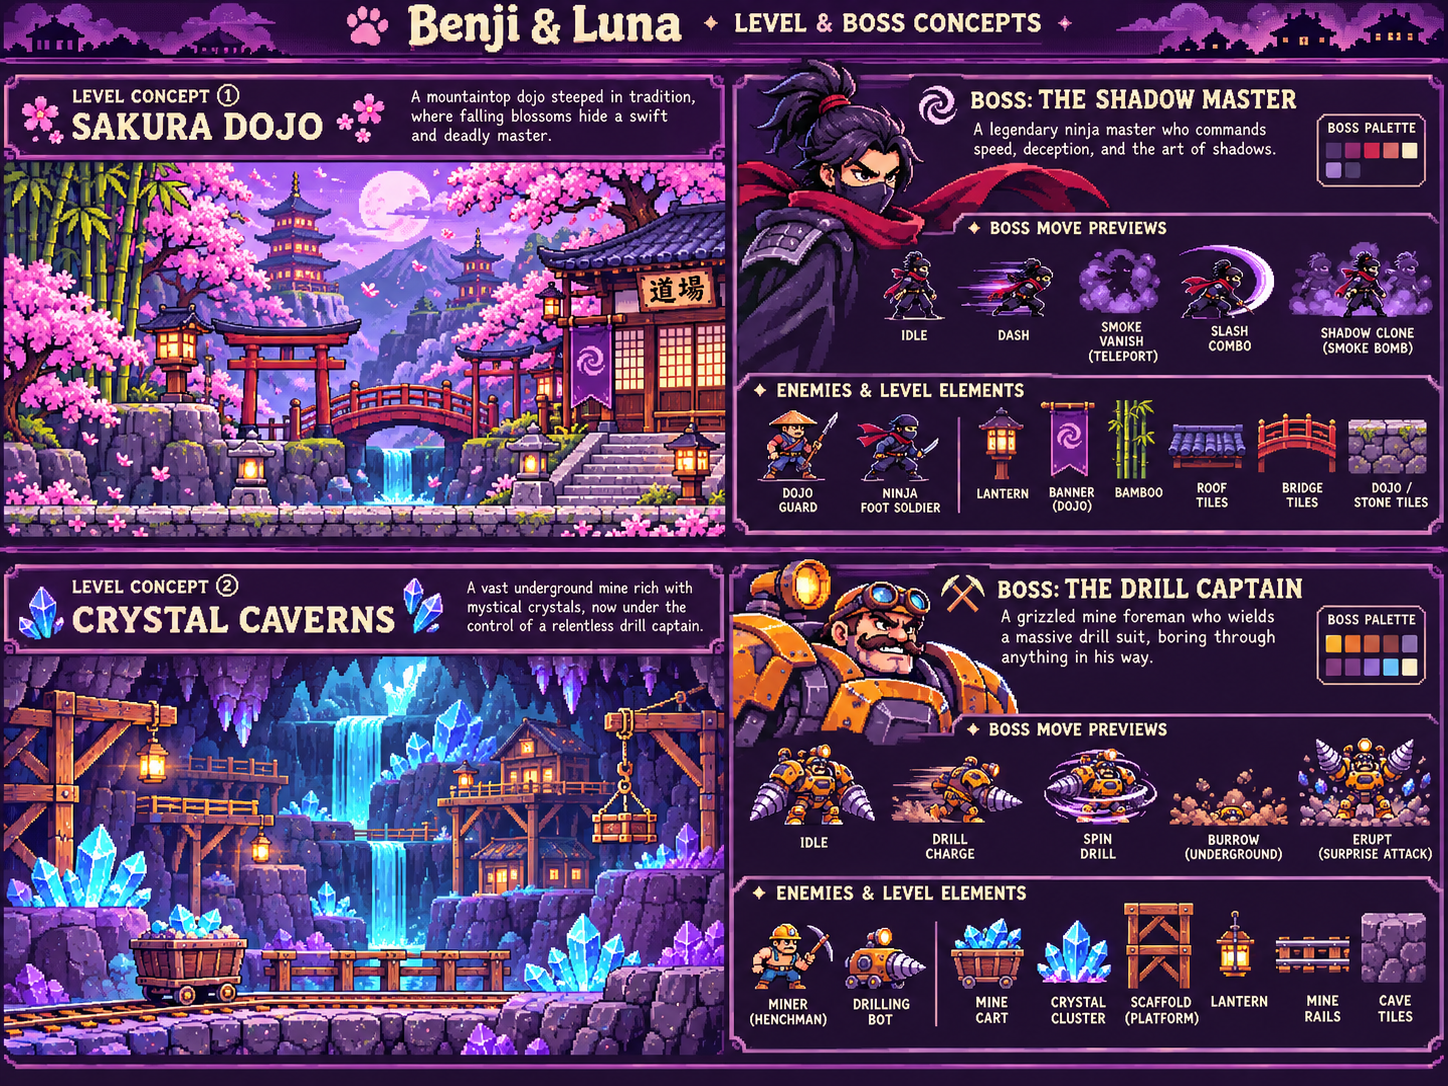 Benji & Luna
LEVEL & BOSS CONCEPTS
LEVEL CONCEPT 1
SAKURA DOJO
A mountaintop dojo steeped in tradition,
where falling blossoms hide a swift
and deadly master.
道場
BOSS: THE SHADOW MASTER
A legendary ninja master who commands
speed, deception, and the art of shadows.
BOSS PALETTE
BOSS MOVE PREVIEWS
IDLE
DASH
SMOKE
VANISH
(TELEPORT)
SLASH
COMBO
SHADOW CLONE
(SMOKE BOMB)
ENEMIES & LEVEL ELEMENTS
DOJO
GUARD
NINJA
FOOT SOLDIER
LANTERN
BANNER
(DOJO)
BAMBOO
ROOF
TILES
BRIDGE
TILES
DOJO /
STONE TILES
LEVEL CONCEPT 2
CRYSTAL CAVERNS
A vast underground mine rich with
mystical crystals, now under the
control of a relentless drill captain.
BOSS: THE DRILL CAPTAIN
A grizzled mine foreman who wields
a massive drill suit, boring through
anything in his way.
BOSS PALETTE
BOSS MOVE PREVIEWS
IDLE
DRILL
CHARGE
SPIN
DRILL
BURROW
(UNDERGROUND)
ERUPT
(SURPRISE ATTACK)
ENEMIES & LEVEL ELEMENTS
MINER
(HENCHMAN)
DRILLING
BOT
MINE
CART
CRYSTAL
CLUSTER
SCAFFOLD
(PLATFORM)
LANTERN
MINE
RAILS
CAVE
TILES